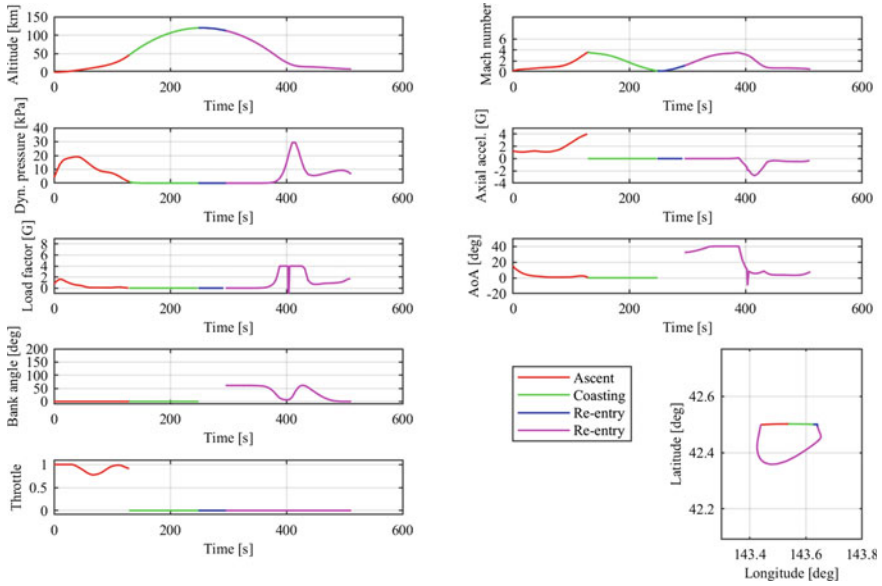 Altitude [km]
150
100
50
0
0 200 400 600
Time [s]
Mach number
6
4
2
0
0 200 400 600
Time [s]
Dyn. pressure [kPa]
40
30
20
10
0
0 200 400 600
Time [s]
Axial accel. [G]
4
2
0
-2
-4
0 200 400 600
Time [s]
Load factor [G]
8
6
4
2
0
0 200 400 600
Time [s]
AoA [deg]
40
20
0
-20
0 200 400 600
Time [s]
Bank angle [deg]
200
150
100
50
0
0 200 400 600
Time [s]
Ascent
Coasting
Re-entry
Re-entry
Throttle
1
0.5
0
0 200 400 600
Time [s]
Latitude [deg]
42.6
42.4
42.2
143.4 143.6 143.8
Longitude [deg]